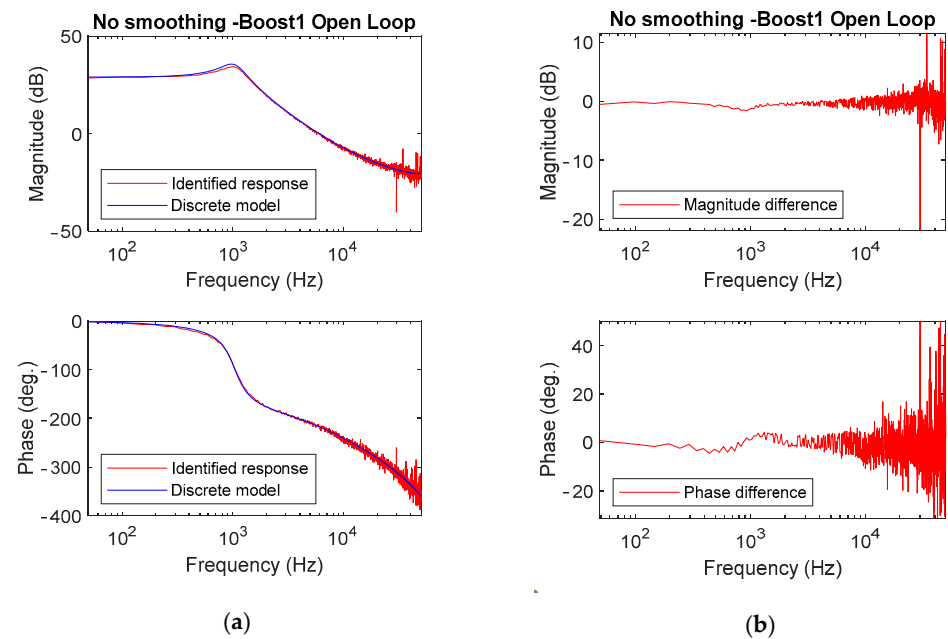 No smoothing -Boost1 Open Loop
50
0
-50
Magnitude (dB)
Identified response
Discrete model
10² 10³ 10⁴
Frequency (Hz)
0
-100
-200
-300
-400
Phase (deg.)
Identified response
Discrete model
10² 10³ 10⁴
Frequency (Hz)
(a)
No smoothing -Boost1 Open Loop
10
0
-10
-20
Magnitude (dB)
Magnitude difference
10² 10³ 10⁴
Frequency (Hz)
40
20
0
-20
Phase (deg.)
Phase difference
10² 10³ 10⁴
Frequency (Hz)
(b)